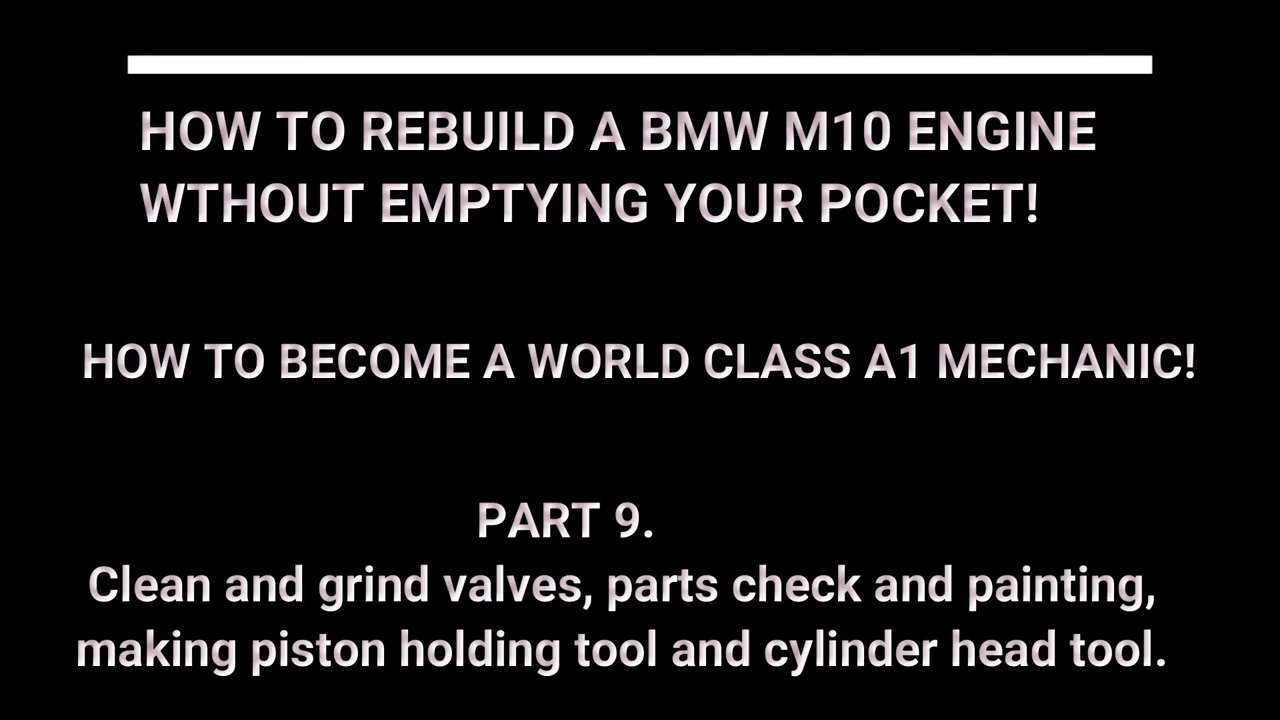 HOW TO REBUILD A BMW M10 ENGINE
WTHOUT EMPTYING YOUR POCKET!
HOW TO BECOME A WORLD CLASS A1 MECHANIC!
PART 9.
Clean and grind valves, parts check and painting,
making piston holding tool and cylinder head tool.